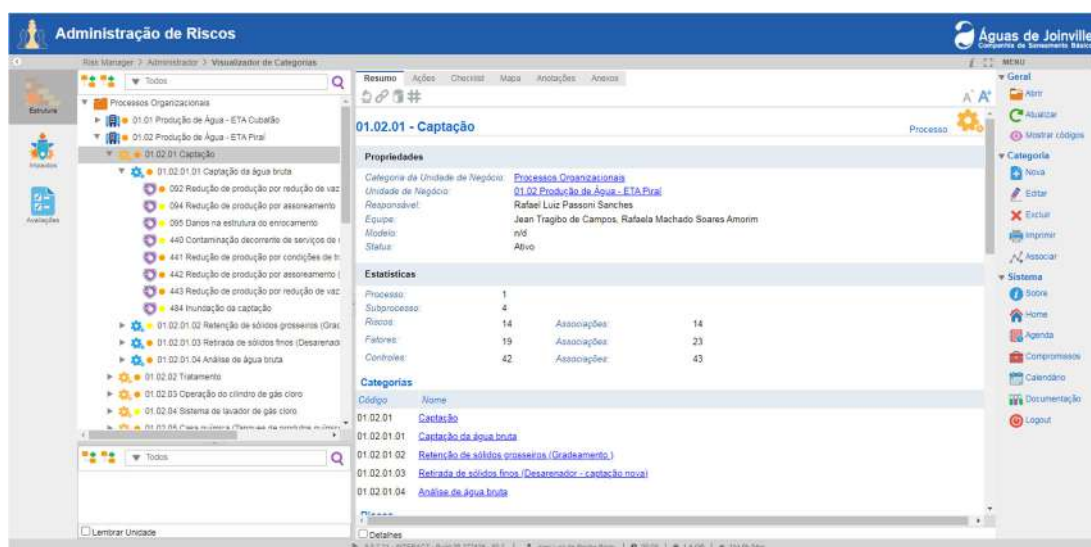 Administração de Riscos
Águas de Joinville
Companhia de Saneamento Básico
Risk Manager > Administrador > Visualizador de Categorias
MENU
Estrutura
Impactos
Avaliações
Todos
Processos Organizacionais
01.01 Produção de Água - ETA Cubatão
01.02 Produção de Água - ETA Piraí
01.02.01 Captação
01.02.01.01 Captação da água bruta
092 Redução de produção por redução de vaz
094 Redução de produção por assoreamento
095 Danos na estrutura do enrocamento
440 Contaminação decorrente de serviços de
441 Redução de produção por condições de
442 Redução de produção por assoreamento (
443 Redução de produção por redução de vaz
484 Inundação da captação
01.02.01.02 Retenção de sólidos grosseiros (Grac
01.02.01.03 Retirada de sólidos finos (Desarenad
01.02.01.04 Análise de água bruta
01.02.02 Tratamento
01.02.03 Operação do cilindro de gás cloro
01.02.04 Sistema de lavador de gás cloro
Todos
Lembrar Unidade
Resumo Ações Checklist Mapa Anotações Anexos
A- A+
01.02.01 - Captação
Processo
Propriedades
Categoria da Unidade de Negócio: Processos Organizacionais
Unidade de Negócio: 01.02 Produção de Água - ETA Piraí
Responsável: Rafael Luiz Passoni Sanches
Equipe: Jean Tragibo de Campos, Rafaela Machado Soares Amorim
Modelo: n/d
Status: Ativo
Estatísticas
Processo: 1
Subprocesso: 4
Riscos: 14 Associações: 14
Fatores: 19 Associações: 23
Controles: 42 Associações: 43
Categorias
Código Nome
01.02.01 Captação
01.02.01.01 Captação da água bruta
01.02.01.02 Retenção de sólidos grosseiros (Gradeamento )
01.02.01.03 Retirada de sólidos finos (Desarenador - captação nova)
01.02.01.04 Análise de água bruta
Riscos
Detalhes
Geral
Abrir
Atualizar
Mostrar códigos
Categoria
Nova
Editar
Excluir
Imprimir
Associar
Sistema
Sobre
Home
Agenda
Compromissos
Calendário
Documentação
Logout